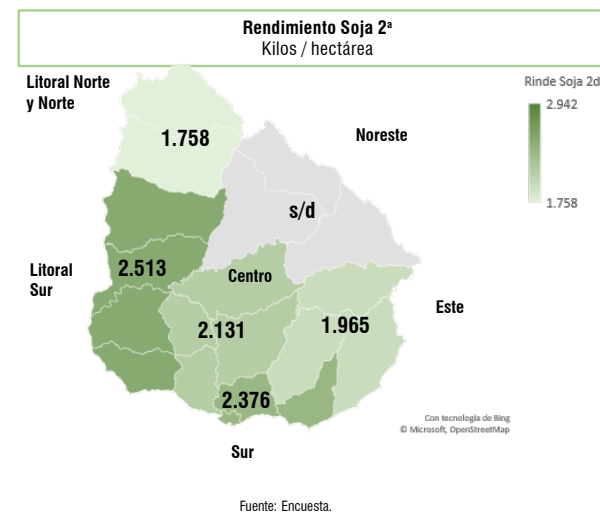 Rendimiento Soja 2ª
Kilos / hectárea
Litoral Norte
y Norte
Rinde Soja 2d
2.942
1.758
1.758
Noreste
s/d
Litoral
Sur
2.513
Centro
Este
2.131
1.965
2.376
Sur
Con tecnología de Bing
© Microsoft, OpenStreetMap
Fuente: Encuesta.